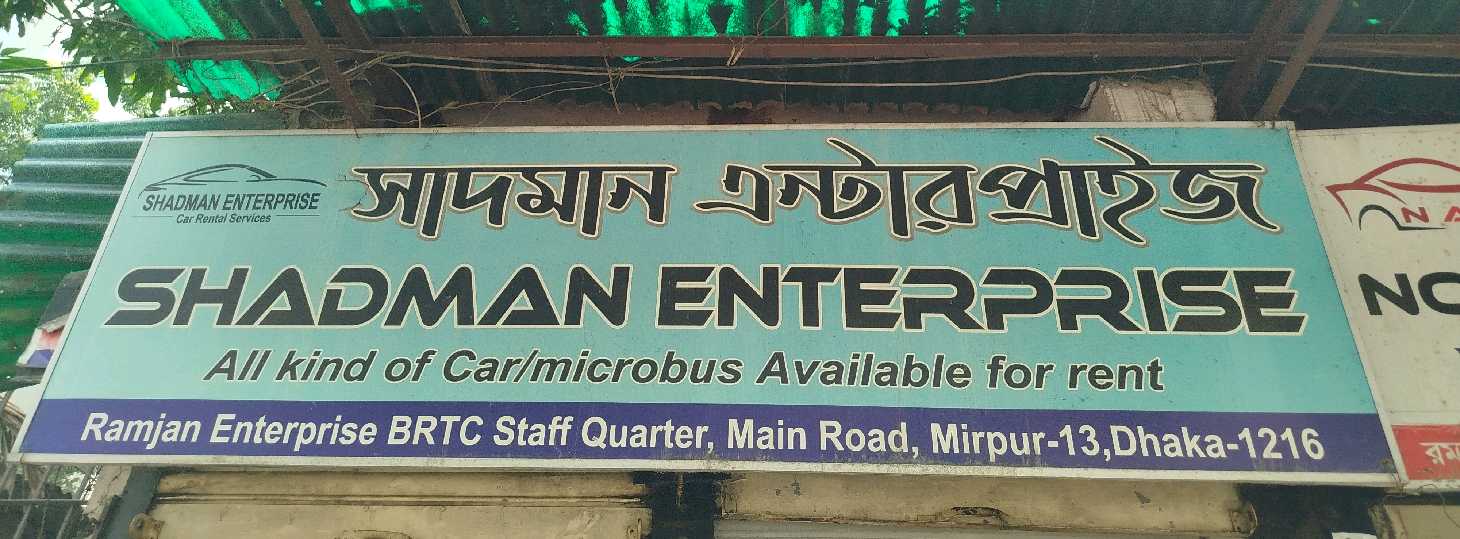 SHADMAN ENTERPRISE
Car Rental Services
সাদমান এন্টারপ্রাইজ
SHADMAN ENTERPRISE
All kind of Car/microbus Available for rent
Ramjan Enterprise BRTC Staff Quarter, Main Road, Mirpur-13,Dhaka-1216